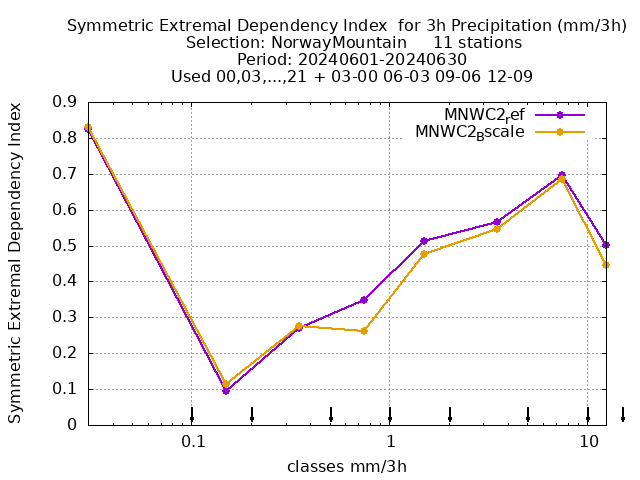 Symmetric Extremal Dependency Index  for 3h Precipitation (mm/3h)
Selection: NorwayMountain     11 stations
Period: 20240601-20240630
Used 00,03,...,21 + 03-00 06-03 09-06 12-09
MNWC2ref
MNWC2Bscale
Symmetric Extremal Dependency Index
0.9
0.8
0.7
0.6
0.5
0.4
0.3
0.2
0.1
0
0.1 1 10
classes mm/3h